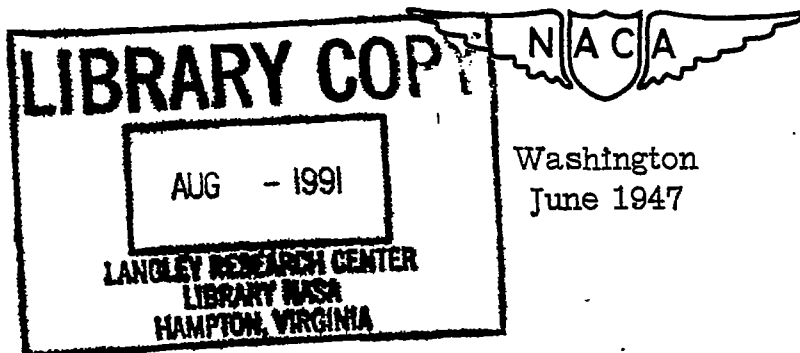 LIBRARY COPY
AUG - 1991
LANGLEY RESEARCH CENTER
LIBRARY NASA
HAMPTON, VIRGINIA
NACA
Washington
June 1947